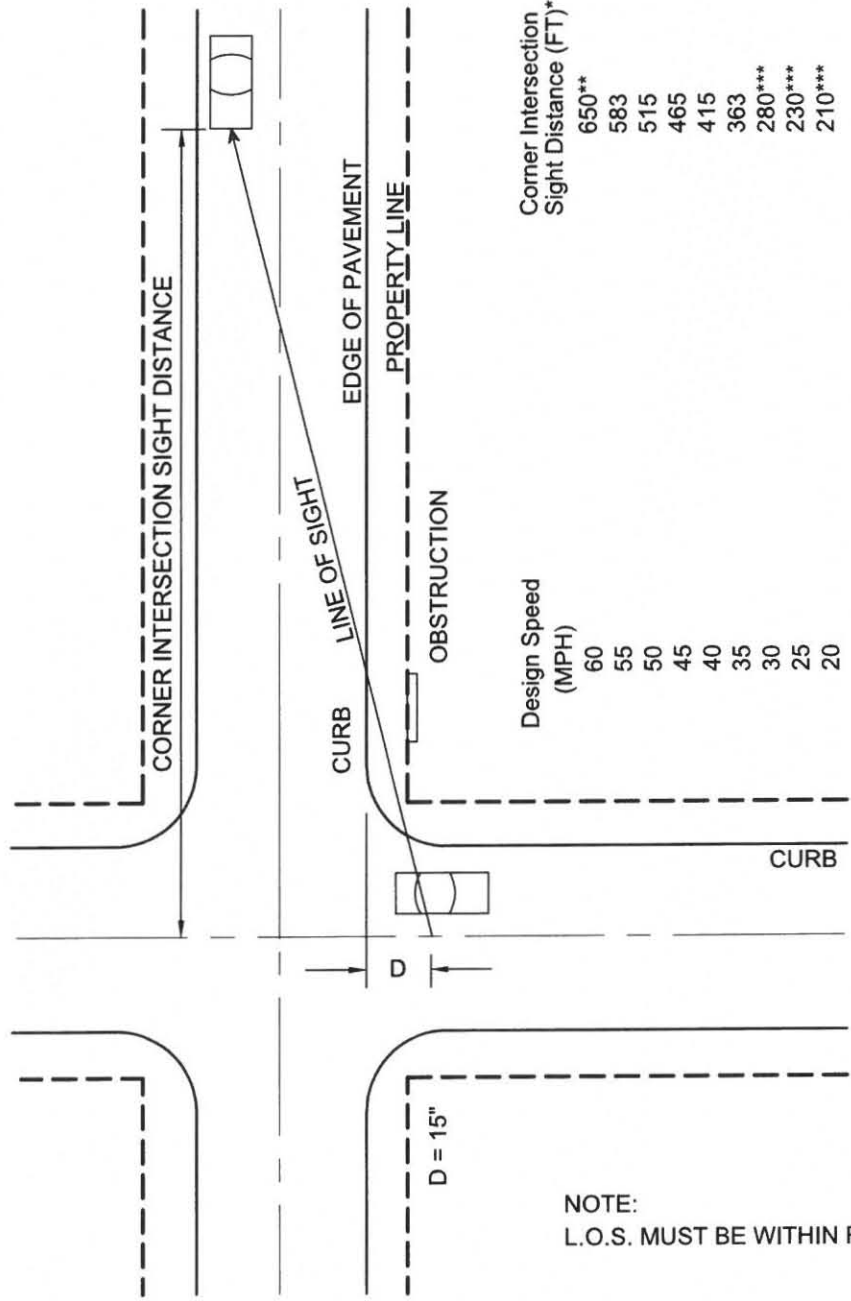 CORNER INTERSECTION SIGHT DISTANCE
LINE OF SIGHT
EDGE OF PAVEMENT
PROPERTY LINE
CURB
OBSTRUCTION
D
D = 15"
CURB
Design Speed
(MPH)
60
55
50
45
40
35
30
25
20
Corner Intersection
Sight Distance (FT)*
650**
583
515
465
415
363
280***
230***
210***
NOTE:
L.O.S. MUST BE WITHIN